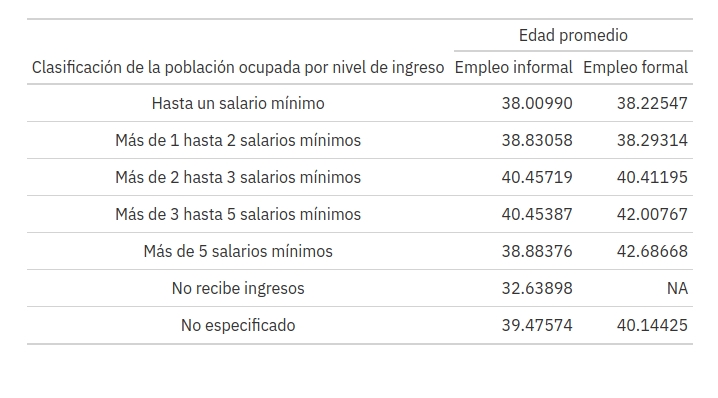 Edad promedio
Clasificación de la población ocupada por nivel de ingreso Empleo informal Empleo formal
Hasta un salario mínimo 38.00990 38.22547
Más de 1 hasta 2 salarios mínimos 38.83058 38.29314
Más de 2 hasta 3 salarios mínimos 40.45719 40.41195
Más de 3 hasta 5 salarios mínimos 40.45387 42.00767
Más de 5 salarios mínimos 38.88376 42.68668
No recibe ingresos 32.63898 NA
No especificado 39.47574 40.14425